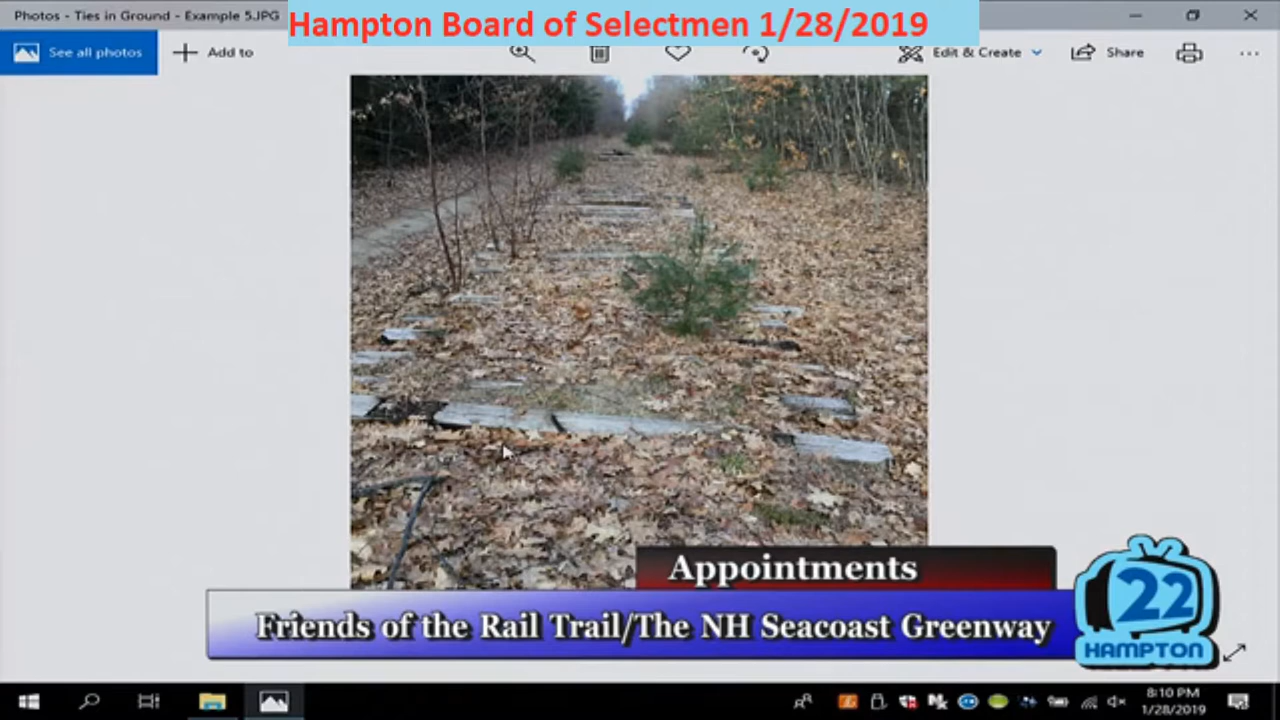 Photos - Ties in Ground - Example 5.JPG
Hampton Board of Selectmen 1/28/2019
See all photos
Add to
Edit & Create
Share
Appointments
Friends of the Rail Trail/The NH Seacoast Greenway
22
HAMPTON
8:10 PM
1/28/2019